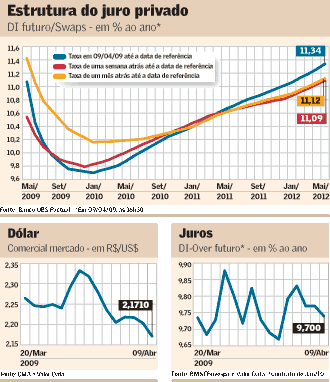 Estrutura do juro privado
DI futuro/Swaps - em % ao ano*
11,6
11,4
11,2
11,0
10,8
10,6
10,4
10,2
10,0
9,8
9,6
Taxa em 09/04/09 até a data de referência
Taxa de uma semana atrás até a data de referência
Taxa de um mês atrás até a data de referência
11,34
11,12
11,09
Mai/ Set/ Jan/ Mai/ Set/ Jan/ Mai/ Set/ Jan/ Mai/
2009 2009 2010 2010 2010 2011 2011 2011 2012 2012
Dólar
Comercial mercado - em R$/US$
2,35
2,30
2,25
2,20
2,15
2,1710
20/Mar 09/Abr
2009
Juros
DI-Over futuro* - em % ao ano
9,90
9,85
9,80
9,75
9,70
9,65
9,700
20/Mar 09/Abr
2009